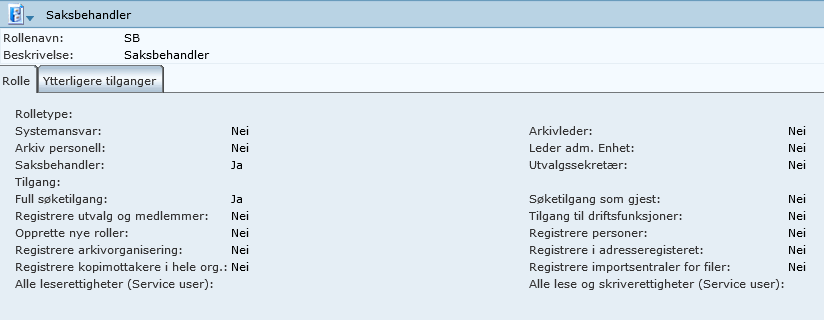 Saksbehandler
Rollenavn: SB
Beskrivelse: Saksbehandler
Rolle Ytterligere tilganger
Rolletype:
Systemansvar: Nei Arkivleder: Nei
Arkiv personell: Nei Leder adm. Enhet: Nei
Saksbehandler: Ja Utvalgssekretær: Nei
Tilgang:
Full søketilgang: Ja Søketilgang som gjest: Nei
Registrere utvalg og medlemmer: Nei Tilgang til driftsfunksjoner: Nei
Opprette nye roller: Nei Registrere personer: Nei
Registrere arkivorganisering: Nei Registrere i adresseregisteret: Nei
Registrere kopimottakere i hele org.: Nei Registrere importsentraler for filer: Nei
Alle leserettigheter (Service user): Alle lese og skriverettigheter (Service user):